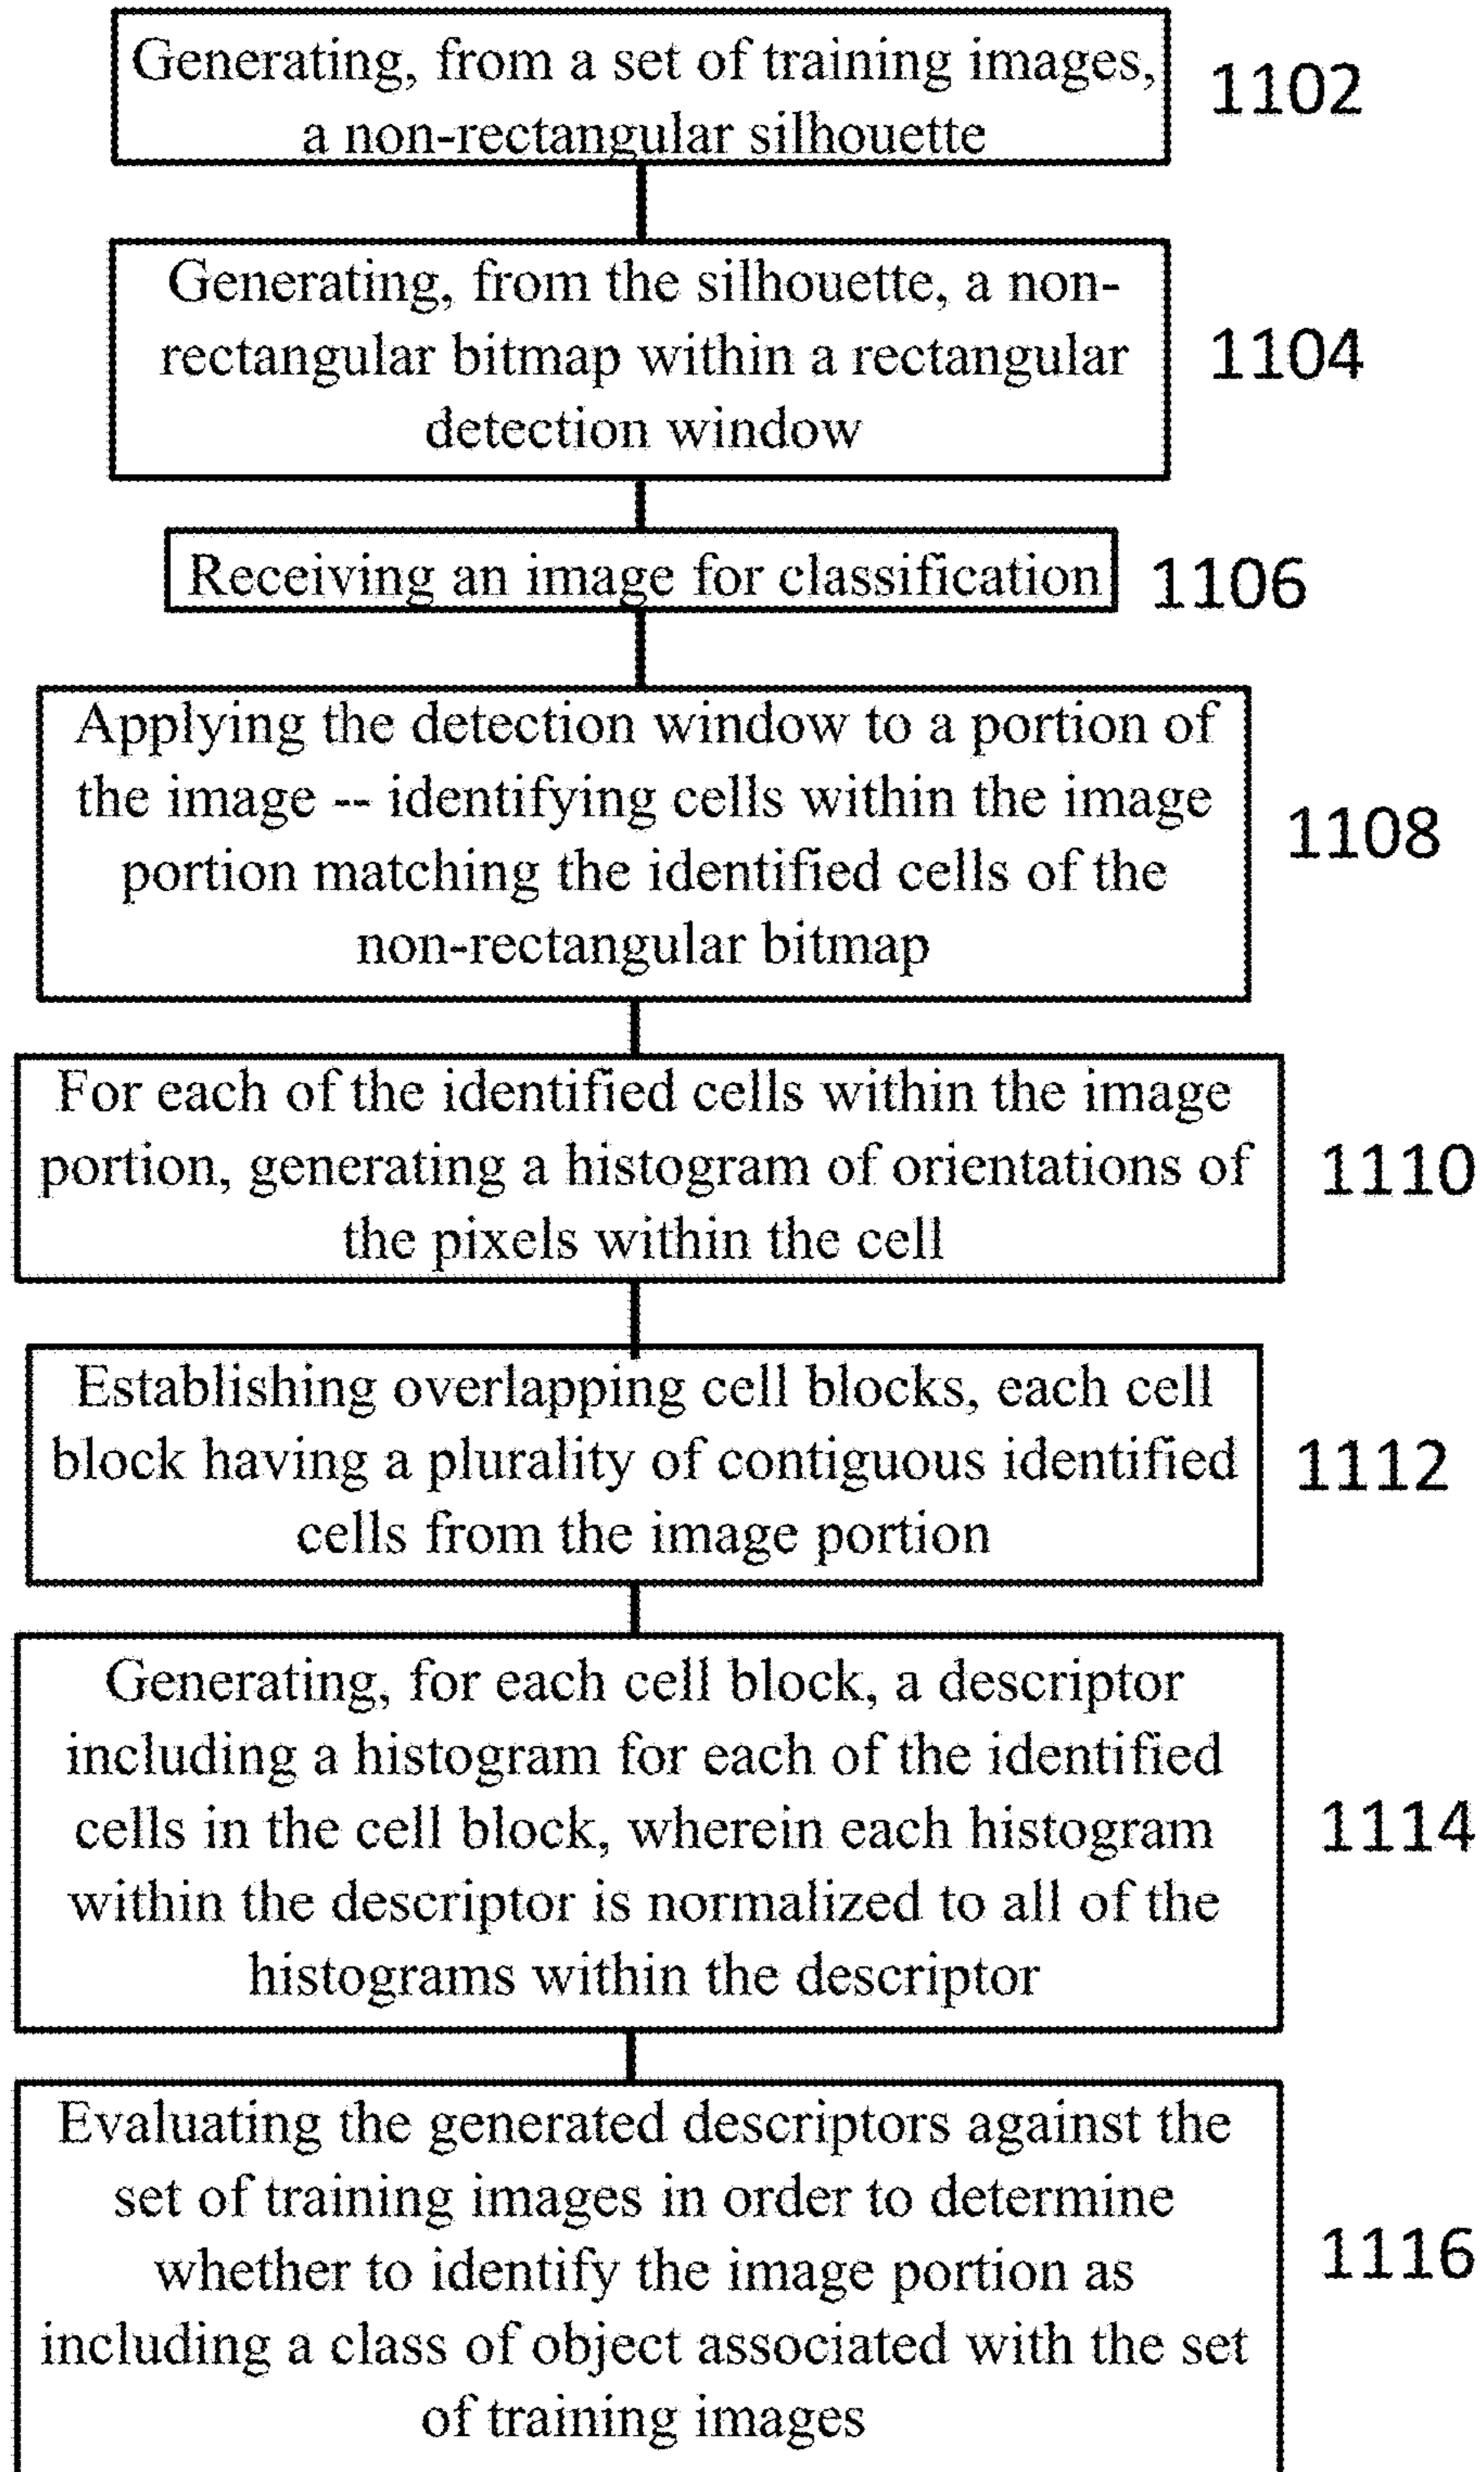 Generating, from a set of training images,
a non-rectangular silhouette
1102
Generating, from the silhouette, a non-
rectangular bitmap within a rectangular
detection window
1104
Receiving an image for classification
1106
Applying the detection window to a portion of
the image -- identifying cells within the image
portion matching the identified cells of the
non-rectangular bitmap
1108
For each of the identified cells within the image
portion, generating a histogram of orientations of
the pixels within the cell
1110
Establishing overlapping cell blocks, each cell
block having a plurality of contiguous identified
cells from the image portion
1112
Generating, for each cell block, a descriptor
including a histogram for each of the identified
cells in the cell block, wherein each histogram
within the descriptor is normalized to all of the
histograms within the descriptor
1114
Evaluating the generated descriptors against the
set of training images in order to determine
whether to identify the image portion as
including a class of object associated with the set
of training images
1116